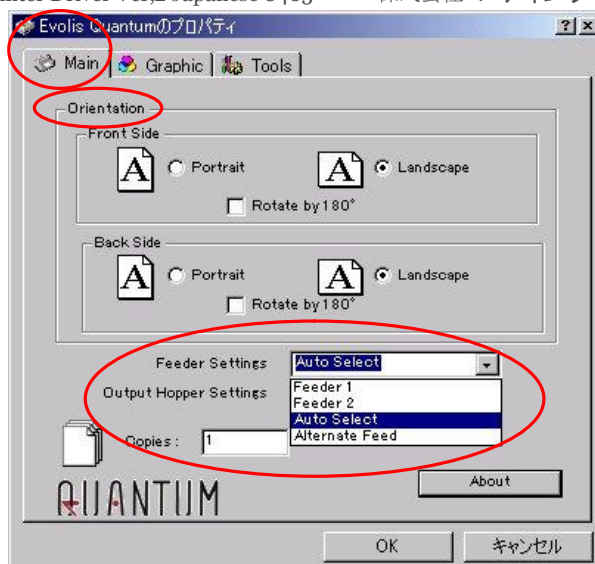 Evolis Quantumのプロパティ
Main Graphic Tools
Orientation
Front Side
A Portrait A Landscape
Rotate by 180°
Back Side
A Portrait A Landscape
Rotate by 180°
Feeder Settings Auto Select
Output Hopper Settings
Feeder 1
Feeder 2
Auto Select
Alternate Feed
Copies : 1
QUANTUM
About
OK キャンセル